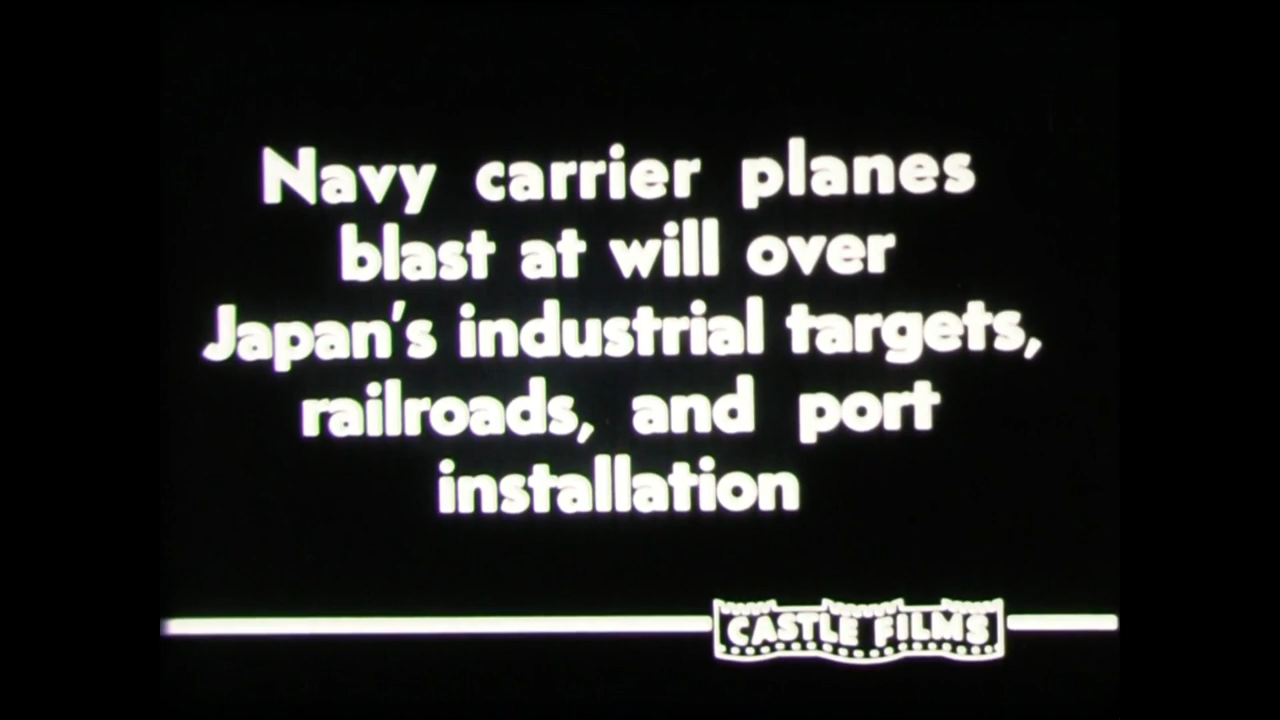 Navy carrier planes
blast at will over
Japan's industrial targets,
railroads, and port
installation
CASTLE FILMS